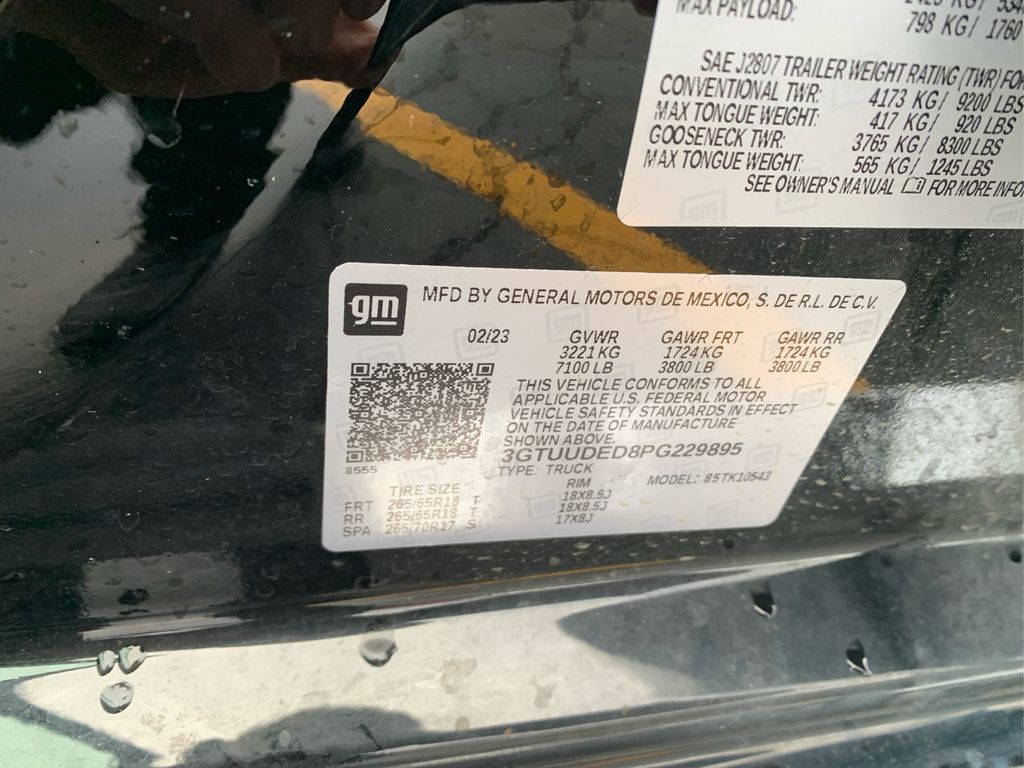 MAX PAYLOAD: 798 KG/ 1760
SAE J2807 TRAILER WEIGHT RATING (TWR) FOR
CONVENTIONAL TWR: 4173 KG/ 9200 LBS
MAX TONGUE WEIGHT: 417 KG/ 920 LBS
GOOSENECK TWR: 3765 KG/ 8300 LBS
MAX TONGUE WEIGHT: 565 KG/ 1245 LBS
SEE OWNER'S MANUAL FOR MORE INFO
gm MFD BY GENERAL MOTORS DE MEXICO, S. DE R.L. DE C.V.
02/23 GVWR GAWR FRT GAWR RR
3221 KG 1724 KG 1724 KG
7100 LB 3800 LB 3800 LB
THIS VEHICLE CONFORMS TO ALL
APPLICABLE U.S. FEDERAL MOTOR
VEHICLE SAFETY STANDARDS IN EFFECT
ON THE DATE OF MANUFACTURE
SHOWN ABOVE.
3GTUUDED8PG229895
8555 TYPE: TRUCK MODEL: 85TK10543
TIRE SIZE RIM
FRT 265/65R18 T 18X8.5J
RR 265/65R18 T 18X8.5J
SPA 265/70R17 S 17X8J